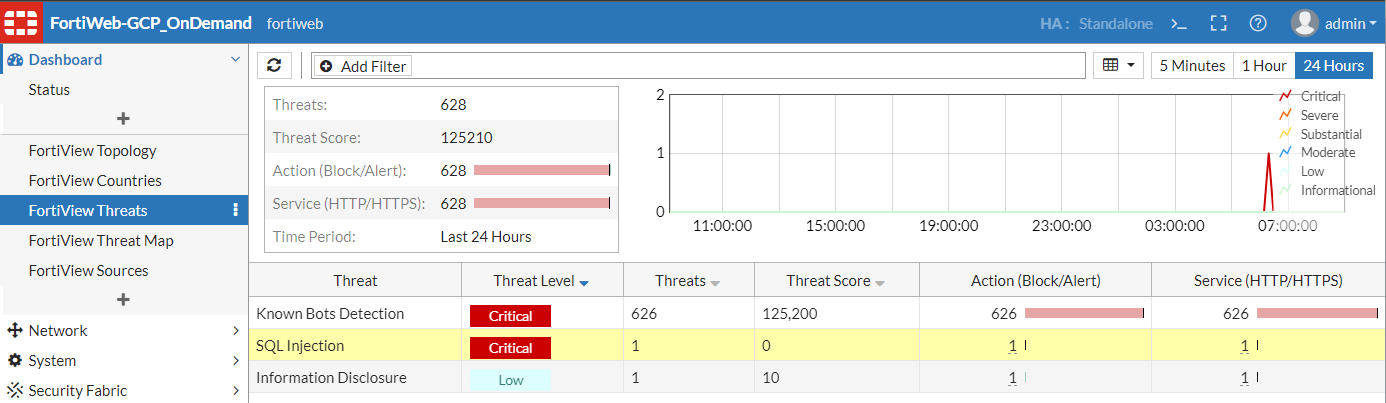 FortiWeb-GCP_OnDemand fortiweb HA : Standalone admin
Dashboard
Status
FortiView Topology
FortiView Countries
FortiView Threats
FortiView Threat Map
FortiView Sources
Network
System
Security Fabric
Add Filter 5 Minutes 1 Hour 24 Hours
Threats: 628
Threat Score: 125210
Action (Block/Alert): 628
Service (HTTP/HTTPS): 628
Time Period: Last 24 Hours
2
1
0
11:00:00 15:00:00 19:00:00 23:00:00 03:00:00 07:00:00
Critical
Severe
Substantial
Moderate
Low
Informational
Threat Threat Level Threats Threat Score Action (Block/Alert) Service (HTTP/HTTPS)
Known Bots Detection Critical 626 125,200 626 626
SQL Injection Critical 1 0 1 1
Information Disclosure Low 1 10 1 1